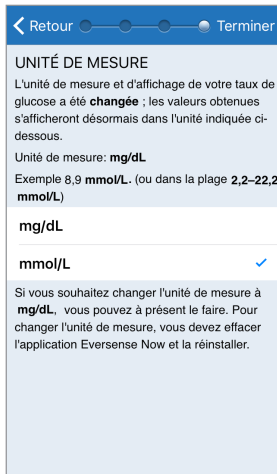 Retour Terminer
UNITÉ DE MESURE
L'unité de mesure et d'affichage de votre taux de
glucose a été changée ; les valeurs obtenues
s'afficheront désormais dans l'unité indiquée ci-
dessous.
Unité de mesure: mg/dL
Exemple 8,9 mmol/L. (ou dans la plage 2,2–22,2
mmol/L)
mg/dL
mmol/L
Si vous souhaitez changer l'unité de mesure à
mg/dL, vous pouvez à présent le faire. Pour
changer l'unité de mesure, vous devez effacer
l'application Eversense Now et la réinstaller.